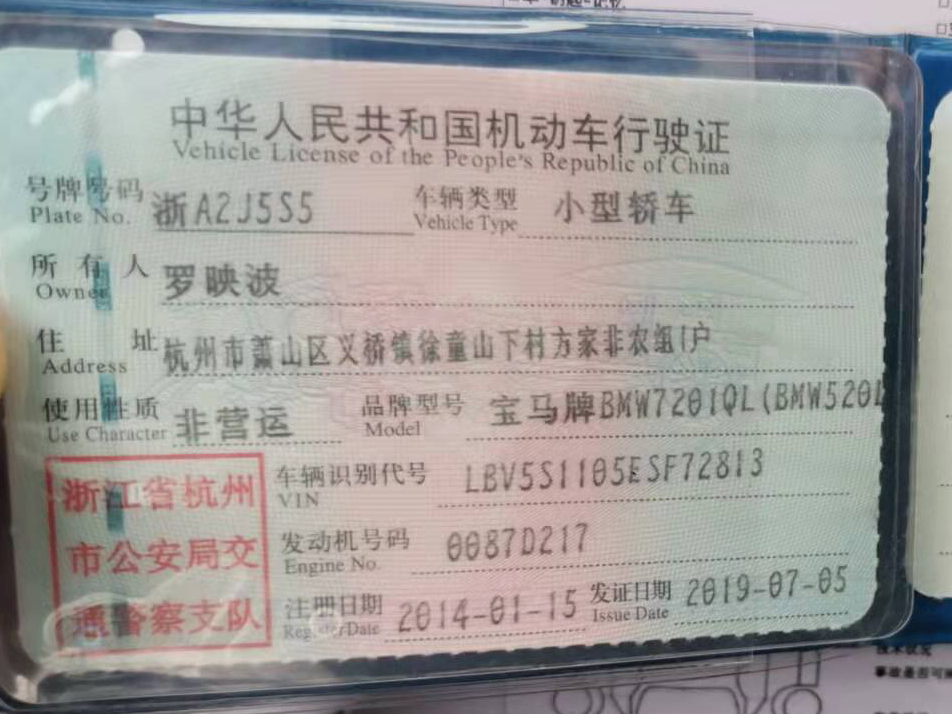 中华人民共和国机动车行驶证
Vehicle License of the People's Republic of China
号牌号码 浙A2J5S5 车辆类型 小型轿车
Plate No. Vehicle Type
所有人 罗映波
Owner
住址 杭州市萧山区义桥镇徐童山下村方家非农组1户
Address
使用性质 非营运 品牌型号 宝马牌BMW7201QL(BMW520L
Use Character Model
浙江省杭州
市公安局交
通警察支队
车辆识别代号 LBV5S1105ESF72813
VIN
发动机号码 0087D217
Engine No.
注册日期 2014-01-15 发证日期 2019-07-05
Register Date Issue Date
技术状况